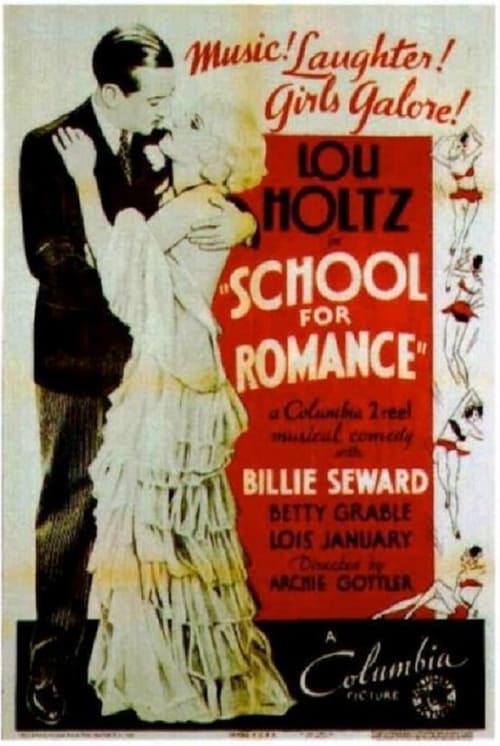 Music! Laughter!
Girls Galore!
LOU
HOLTZ
in
"SCHOOL
FOR
ROMANCE"
a Columbia 2 reel
musical comedy
with
BILLIE SEWARD
BETTY GRABLE
LOIS JANUARY
Directed by
ARCHIE GOTTLER
A
Columbia
PICTURE